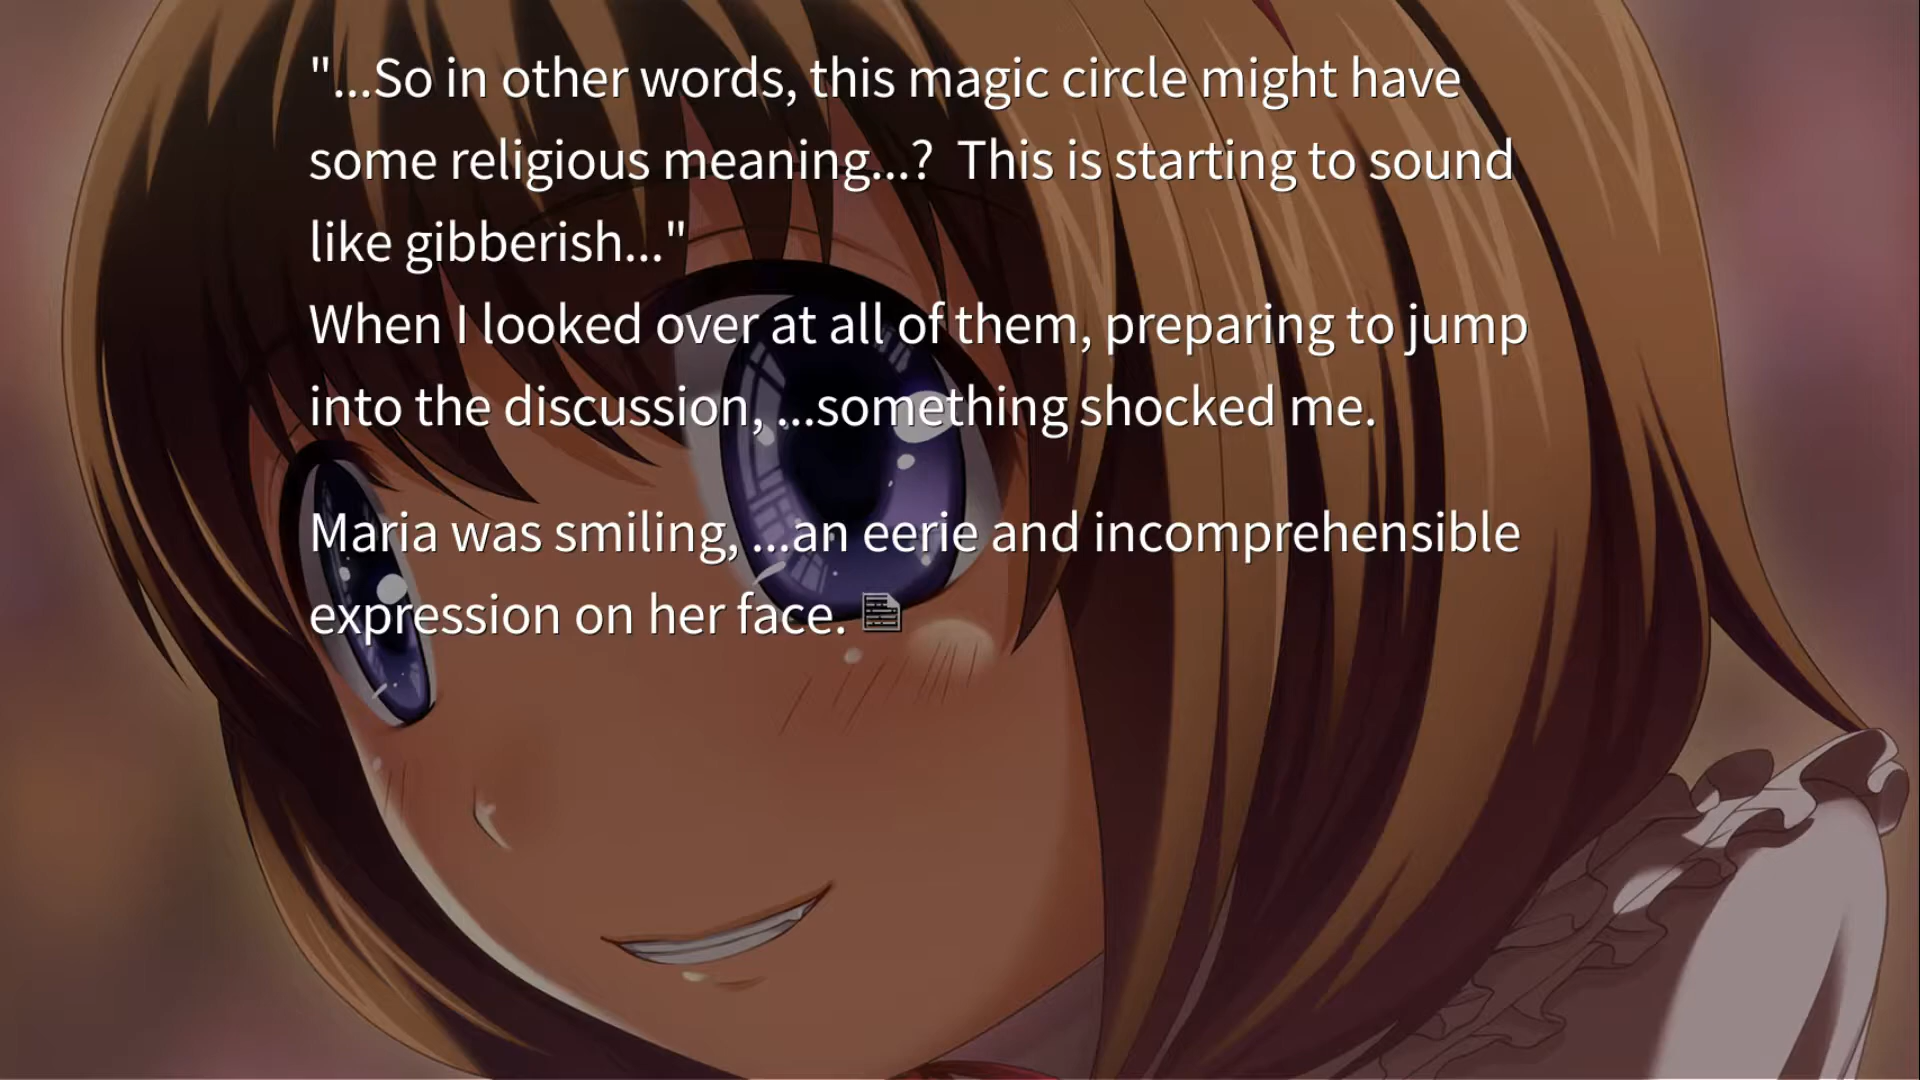 "...So in other words, this magic circle might have
some religious meaning...?  This is starting to sound
like gibberish..."
When I looked over at all of them, preparing to jump
into the discussion, ...something shocked me.
Maria was smiling, ...an eerie and incomprehensible
expression on her face.